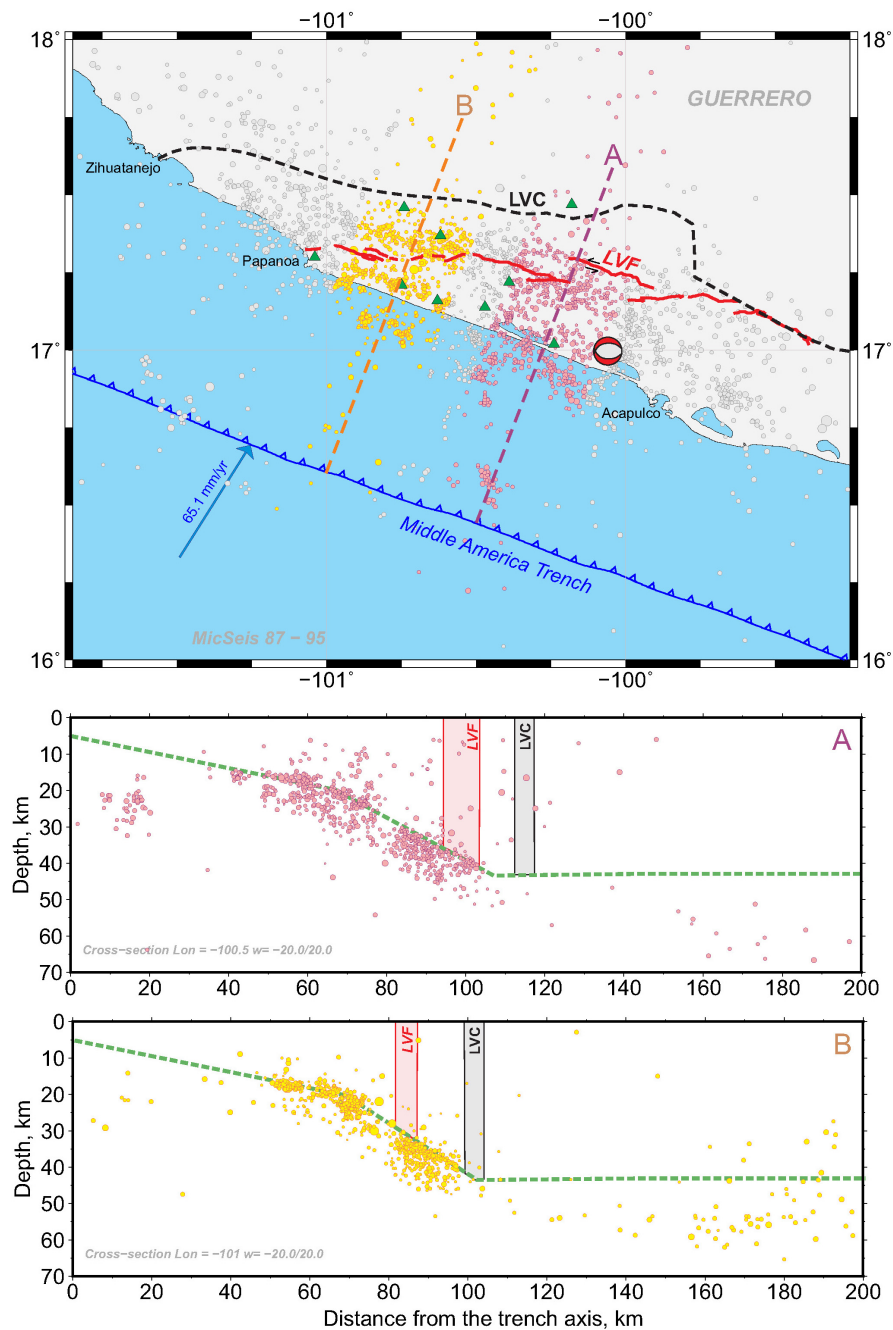 −101° −100°
18° 18°
B
GUERRERO
A
Zihuatanejo
LVC
Papanoa
LVF
17° 17°
Acapulco
65.1 mm/yr
Middle America Trench
MicSeis 87 − 95
16° 16°
−101° −100°
0
10
20
30
40
50
60
70
Depth, km
LVF
LVC
A
Cross−section Lon = −100.5 w= −20.0/20.0
0 20 40 60 80 100 120 140 160 180 200
0
10
20
30
40
50
60
70
Depth, km
LVF
LVC
B
Cross−section Lon = −101 w= −20.0/20.0
0 20 40 60 80 100 120 140 160 180 200
Distance from the trench axis, km